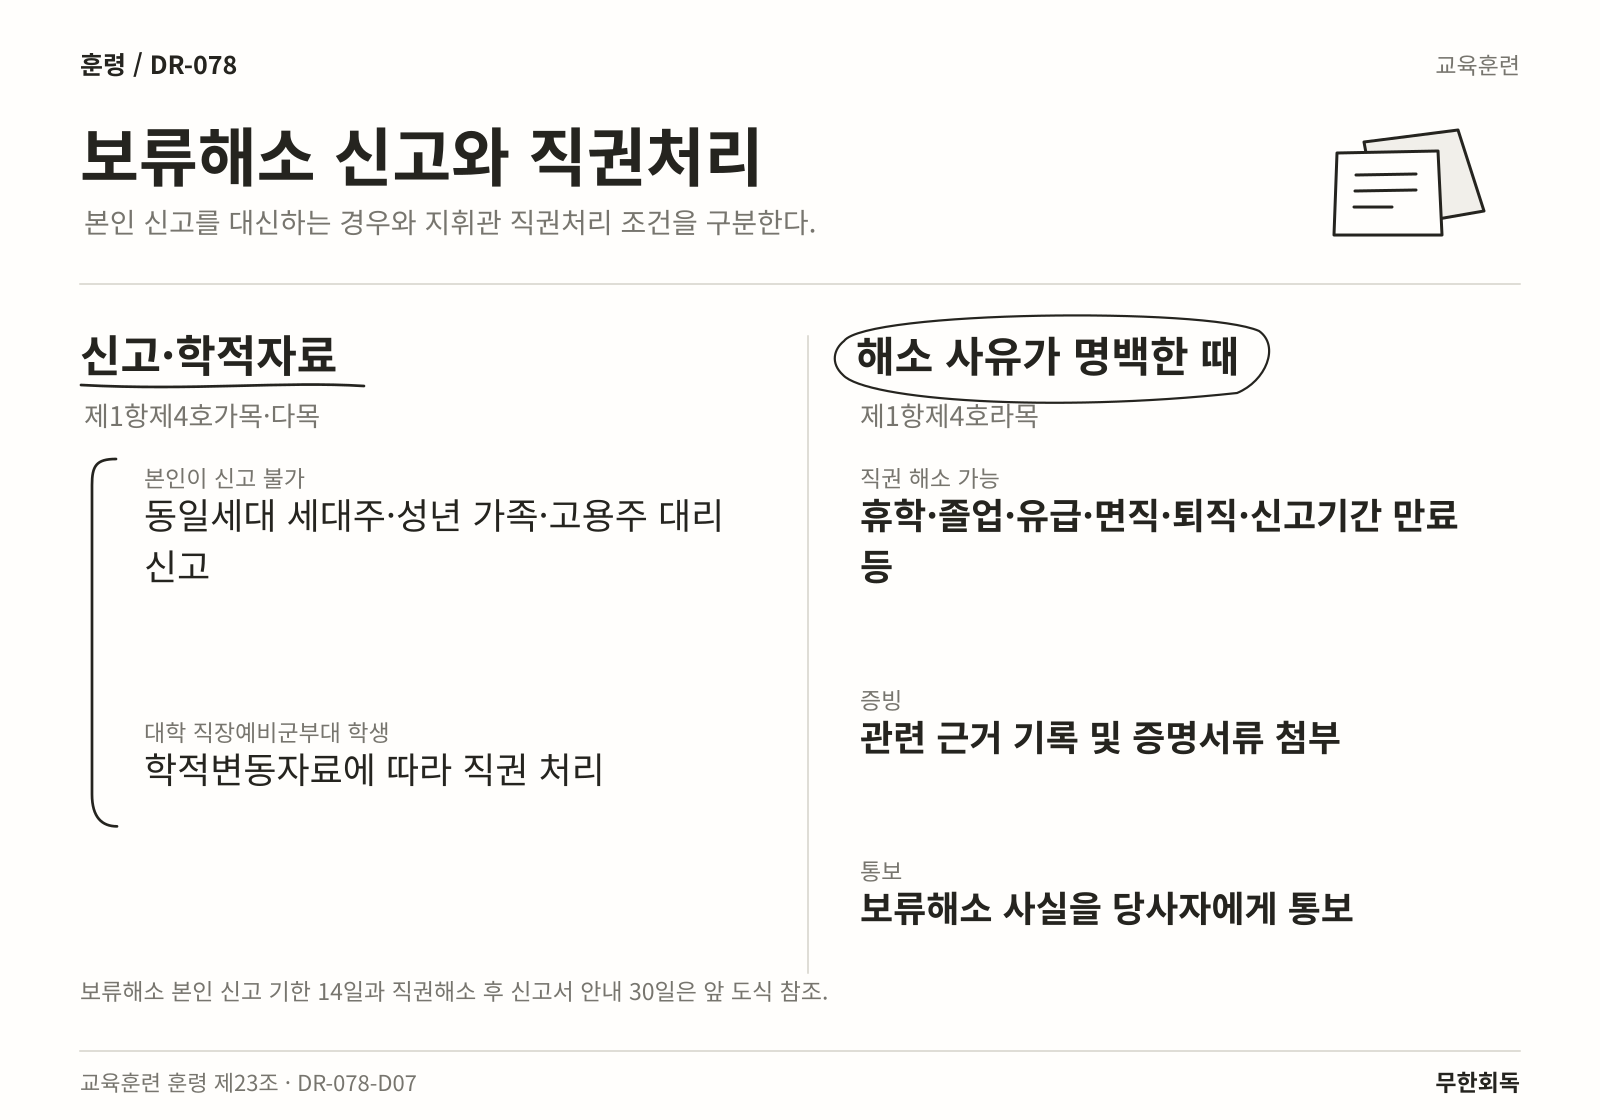 훈령 / DR-078
교육훈련
보류해소 신고와 직권처리
본인 신고를 대신하는 경우와 지휘관 직권처리 조건을 구분한다.
신고·학적자료
제1항제4호가목·다목
본인이 신고 불가
동일세대 세대주·성년 가족·고용주 대리
신고
대학 직장예비군부대 학생
학적변동자료에 따라 직권 처리
해소 사유가 명백한 때
제1항제4호라목
직권 해소 가능
휴학·졸업·유급·면직·퇴직·신고기간 만료
등
증빙
관련 근거 기록 및 증명서류 첨부
통보
보류해소 사실을 당사자에게 통보
보류해소 본인 신고 기한 14일과 직권해소 후 신고서 안내 30일은 앞 도식 참조.
교육훈련 훈령 제23조 · DR-078-D07
무한회독